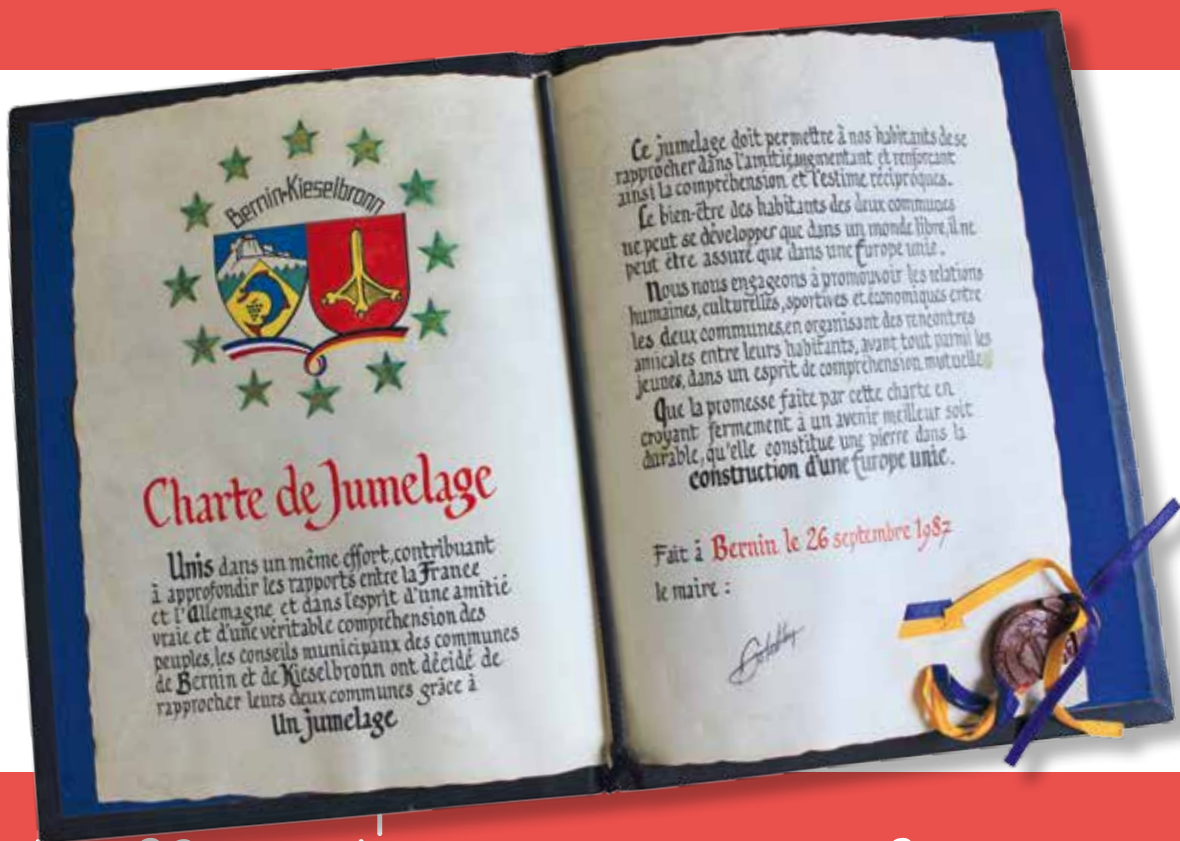 Bernin-Kieselbronn
Charte de Jumelage
Unis dans un même effort, contribuant
à approfondir les rapports entre la France
et l'Allemagne et dans l'esprit d'une amitié
vraie et d'une véritable compréhension des
peuples, les conseils municipaux des communes
de Bernin et de Kieselbronn ont décidé de
rapprocher leurs deux communes grâce à
Un jumelage
Ce jumelage doit permettre à nos habitants de se
rapprocher dans l'amitié, augmentant et renforçant
ainsi la compréhension et l'estime réciproques.
Le bien-être des habitants des deux communes
ne peut se développer que dans un monde libre, il ne
peut être assuré que dans une Europe unie.
Nous nous engageons à promouvoir les relations
humaines, culturelles, sportives et économiques entre
les deux communes, en organisant des rencontres
amicales entre leurs habitants, avant tout parmi les
jeunes, dans un esprit de compréhension mutuelle
Que la promesse faite par cette charte en
croyant fermement à un avenir meilleur soit
durable, qu'elle constitue une pierre dans la
construction d'une Europe unie.
Fait à Bernin le 26 septembre 1987
le maire :